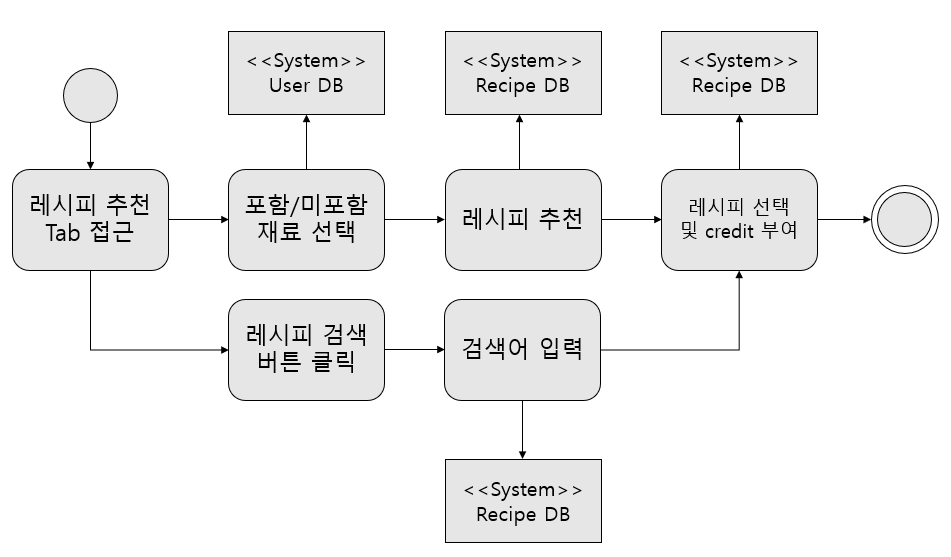 <<System>>
User DB
<<System>>
Recipe DB
<<System>>
Recipe DB
레시피 추천
Tab 접근
포함/미포함
재료 선택
레시피 추천
레시피 선택
및 credit 부여
레시피 검색
버튼 클릭
검색어 입력
<<System>>
Recipe DB